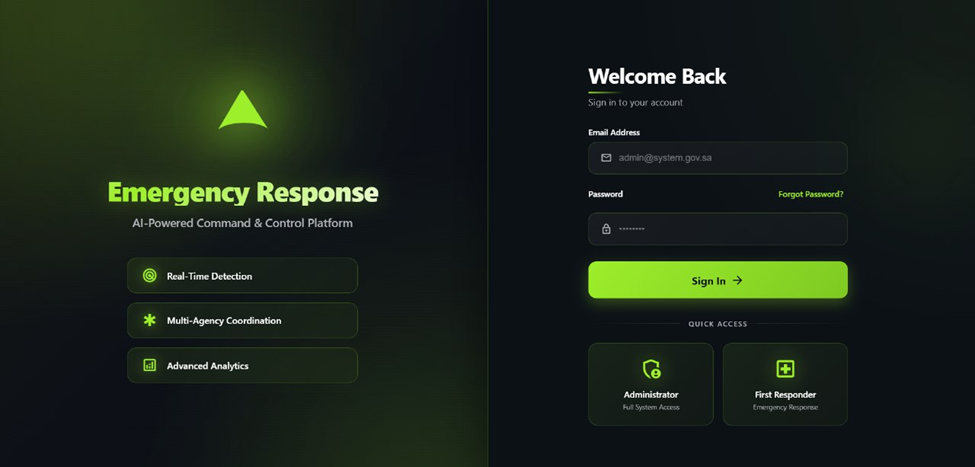 Emergency Response
AI-Powered Command & Control Platform
Real-Time Detection
Multi-Agency Coordination
Advanced Analytics
Welcome Back
Sign in to your account
Email Address
admin@system.gov.sa
Password
Forgot Password?
••••••••
Sign In →
QUICK ACCESS
Administrator
Full System Access
First Responder
Emergency Response